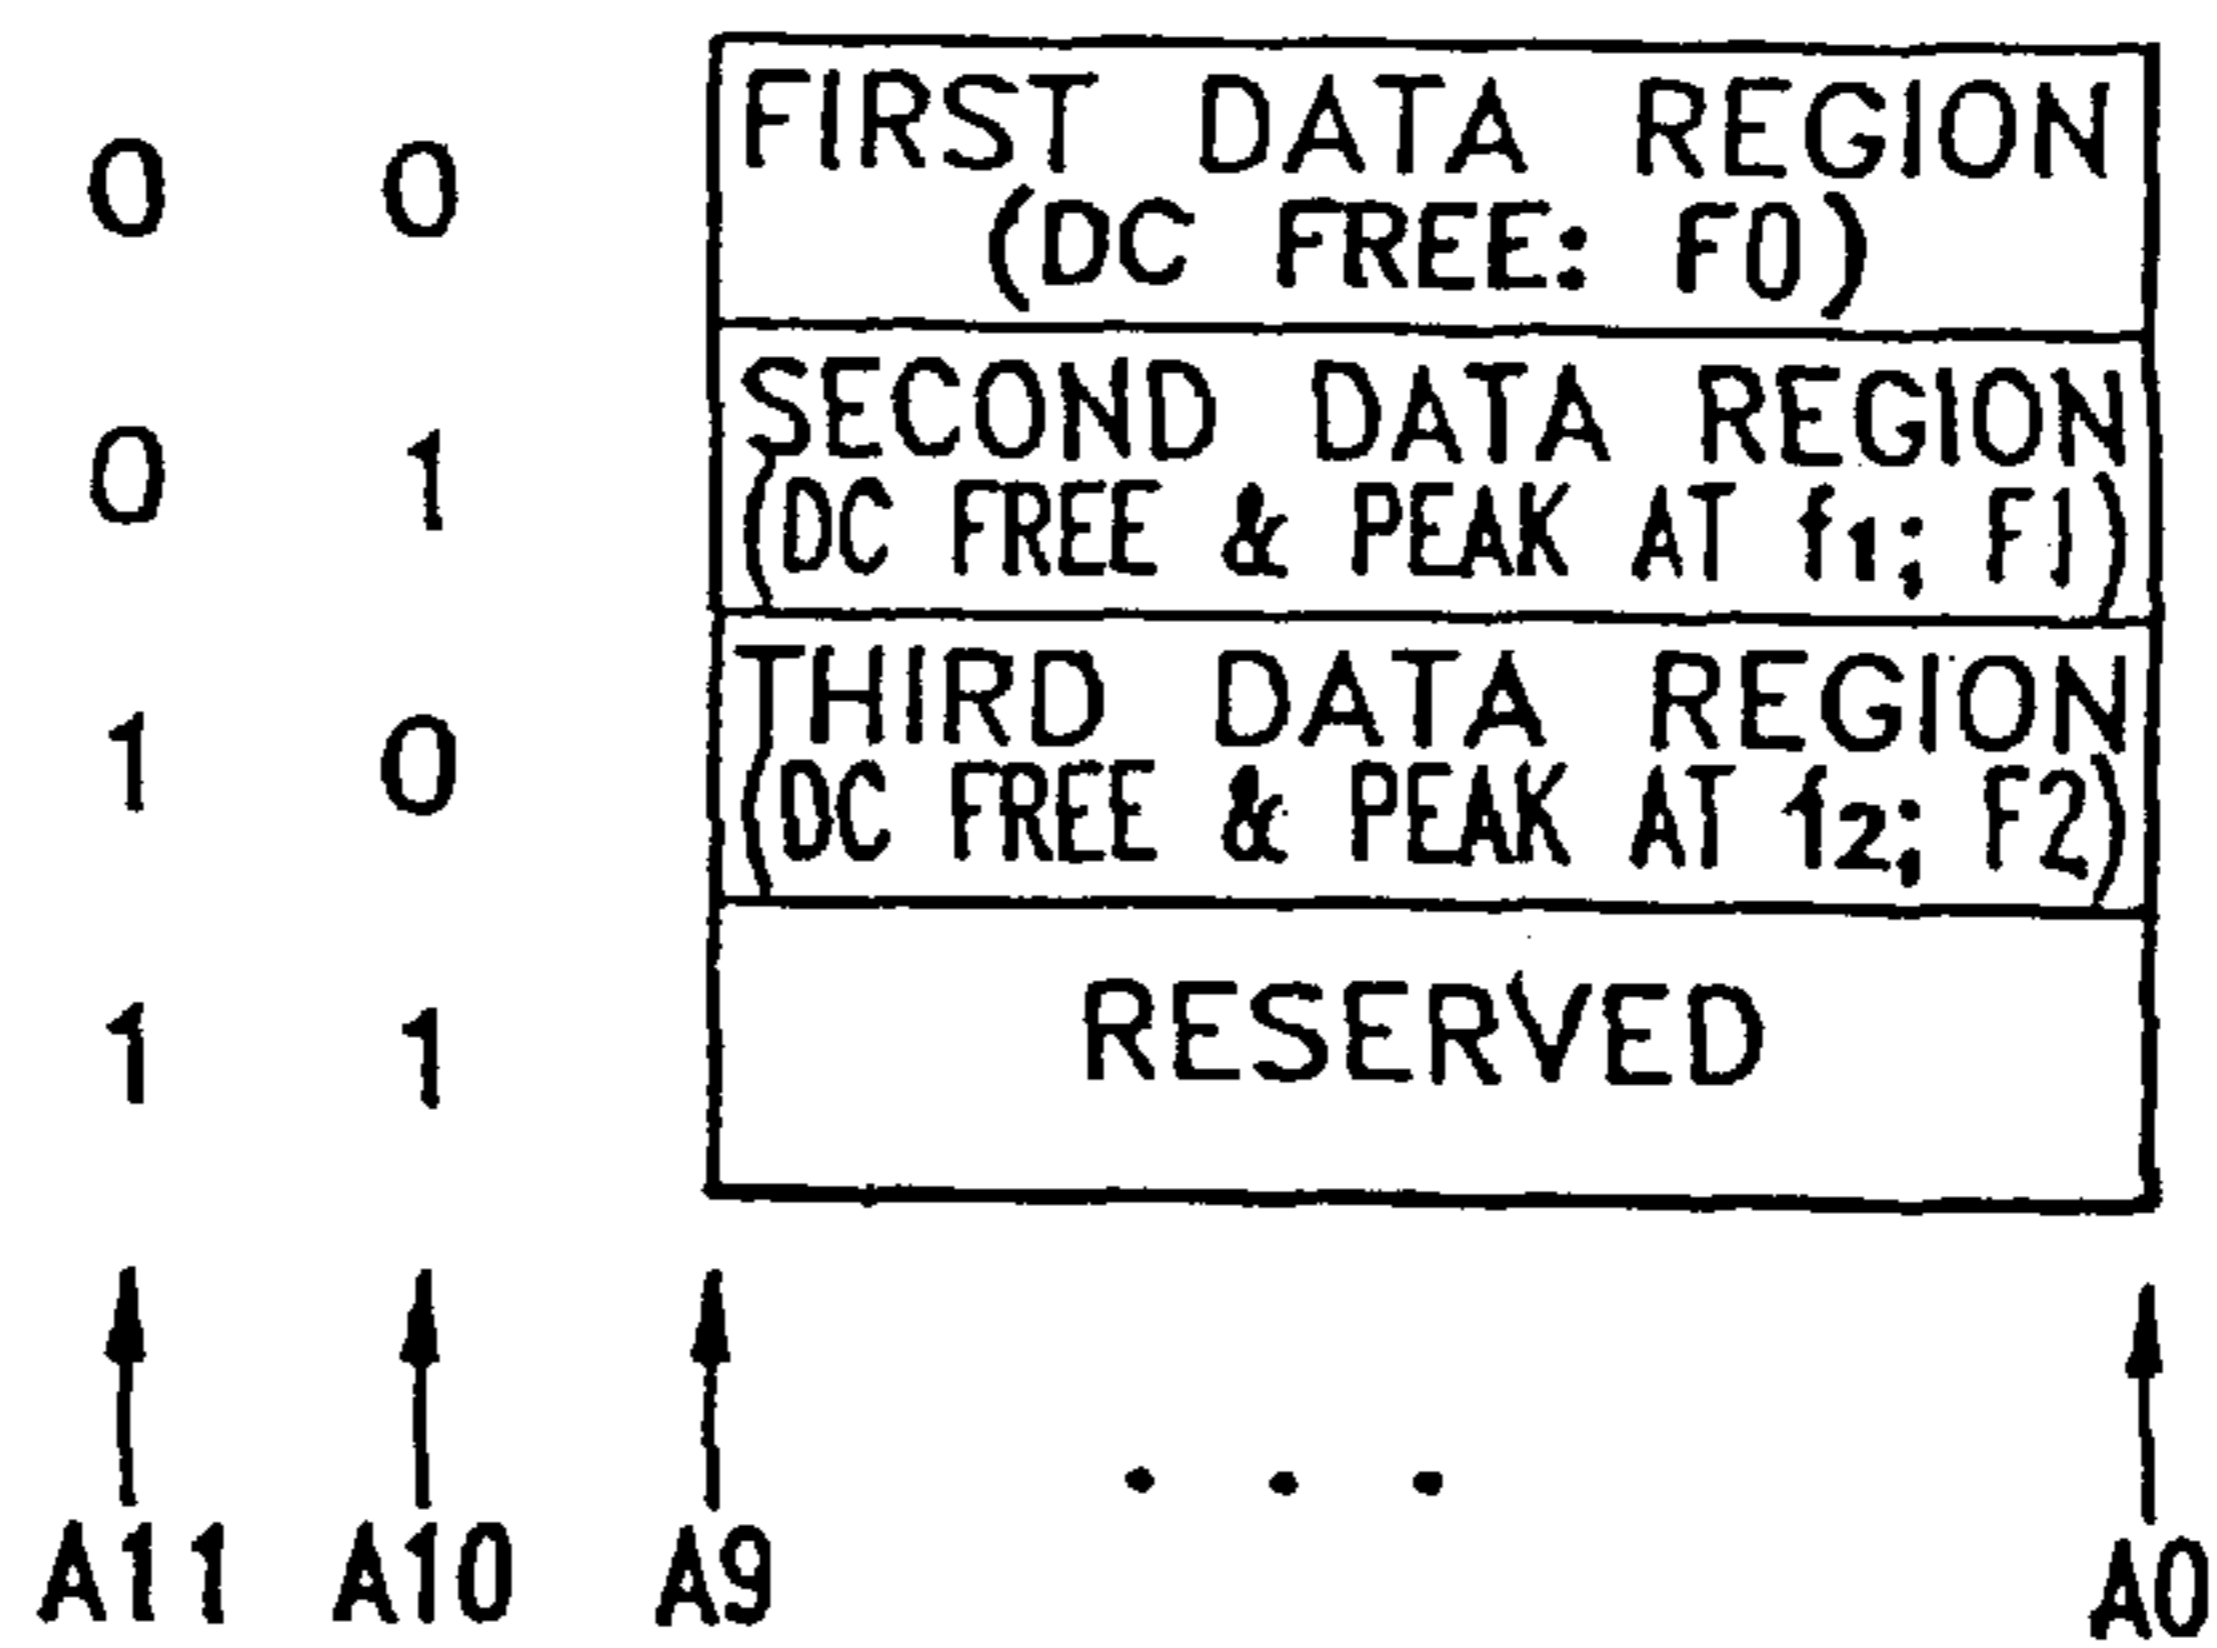 0 0 FIRST DATA REGION
(DC FREE: F0)
0 1 SECOND DATA REGION
(DC FREE & PEAK AT f1; F1)
1 0 THIRD DATA REGION
(DC FREE & PEAK AT f2; F2)
1 1 RESERVED
A11 A10 A9 . . . A0